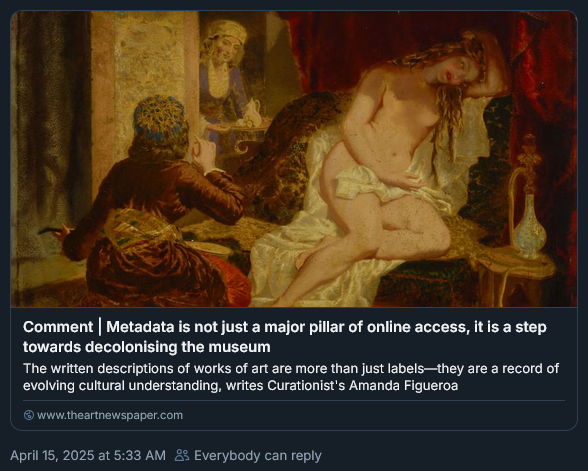 Comment | Metadata is not just a major pillar of online access, it is a step
towards decolonising the museum
The written descriptions of works of art are more than just labels—they are a record of
evolving cultural understanding, writes Curationist's Amanda Figueroa
www.theartnewspaper.com
April 15, 2025 at 5:33 AM Everybody can reply